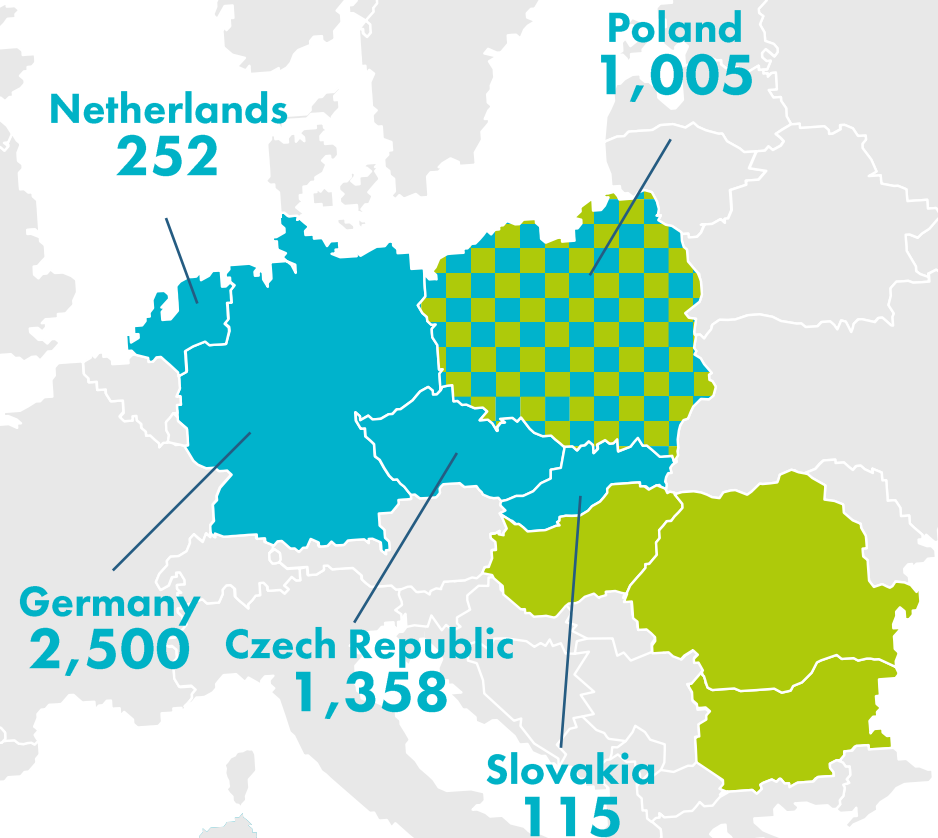 Poland
1,005
Netherlands
252
Germany
2,500
Czech Republic
1,358
Slovakia
115